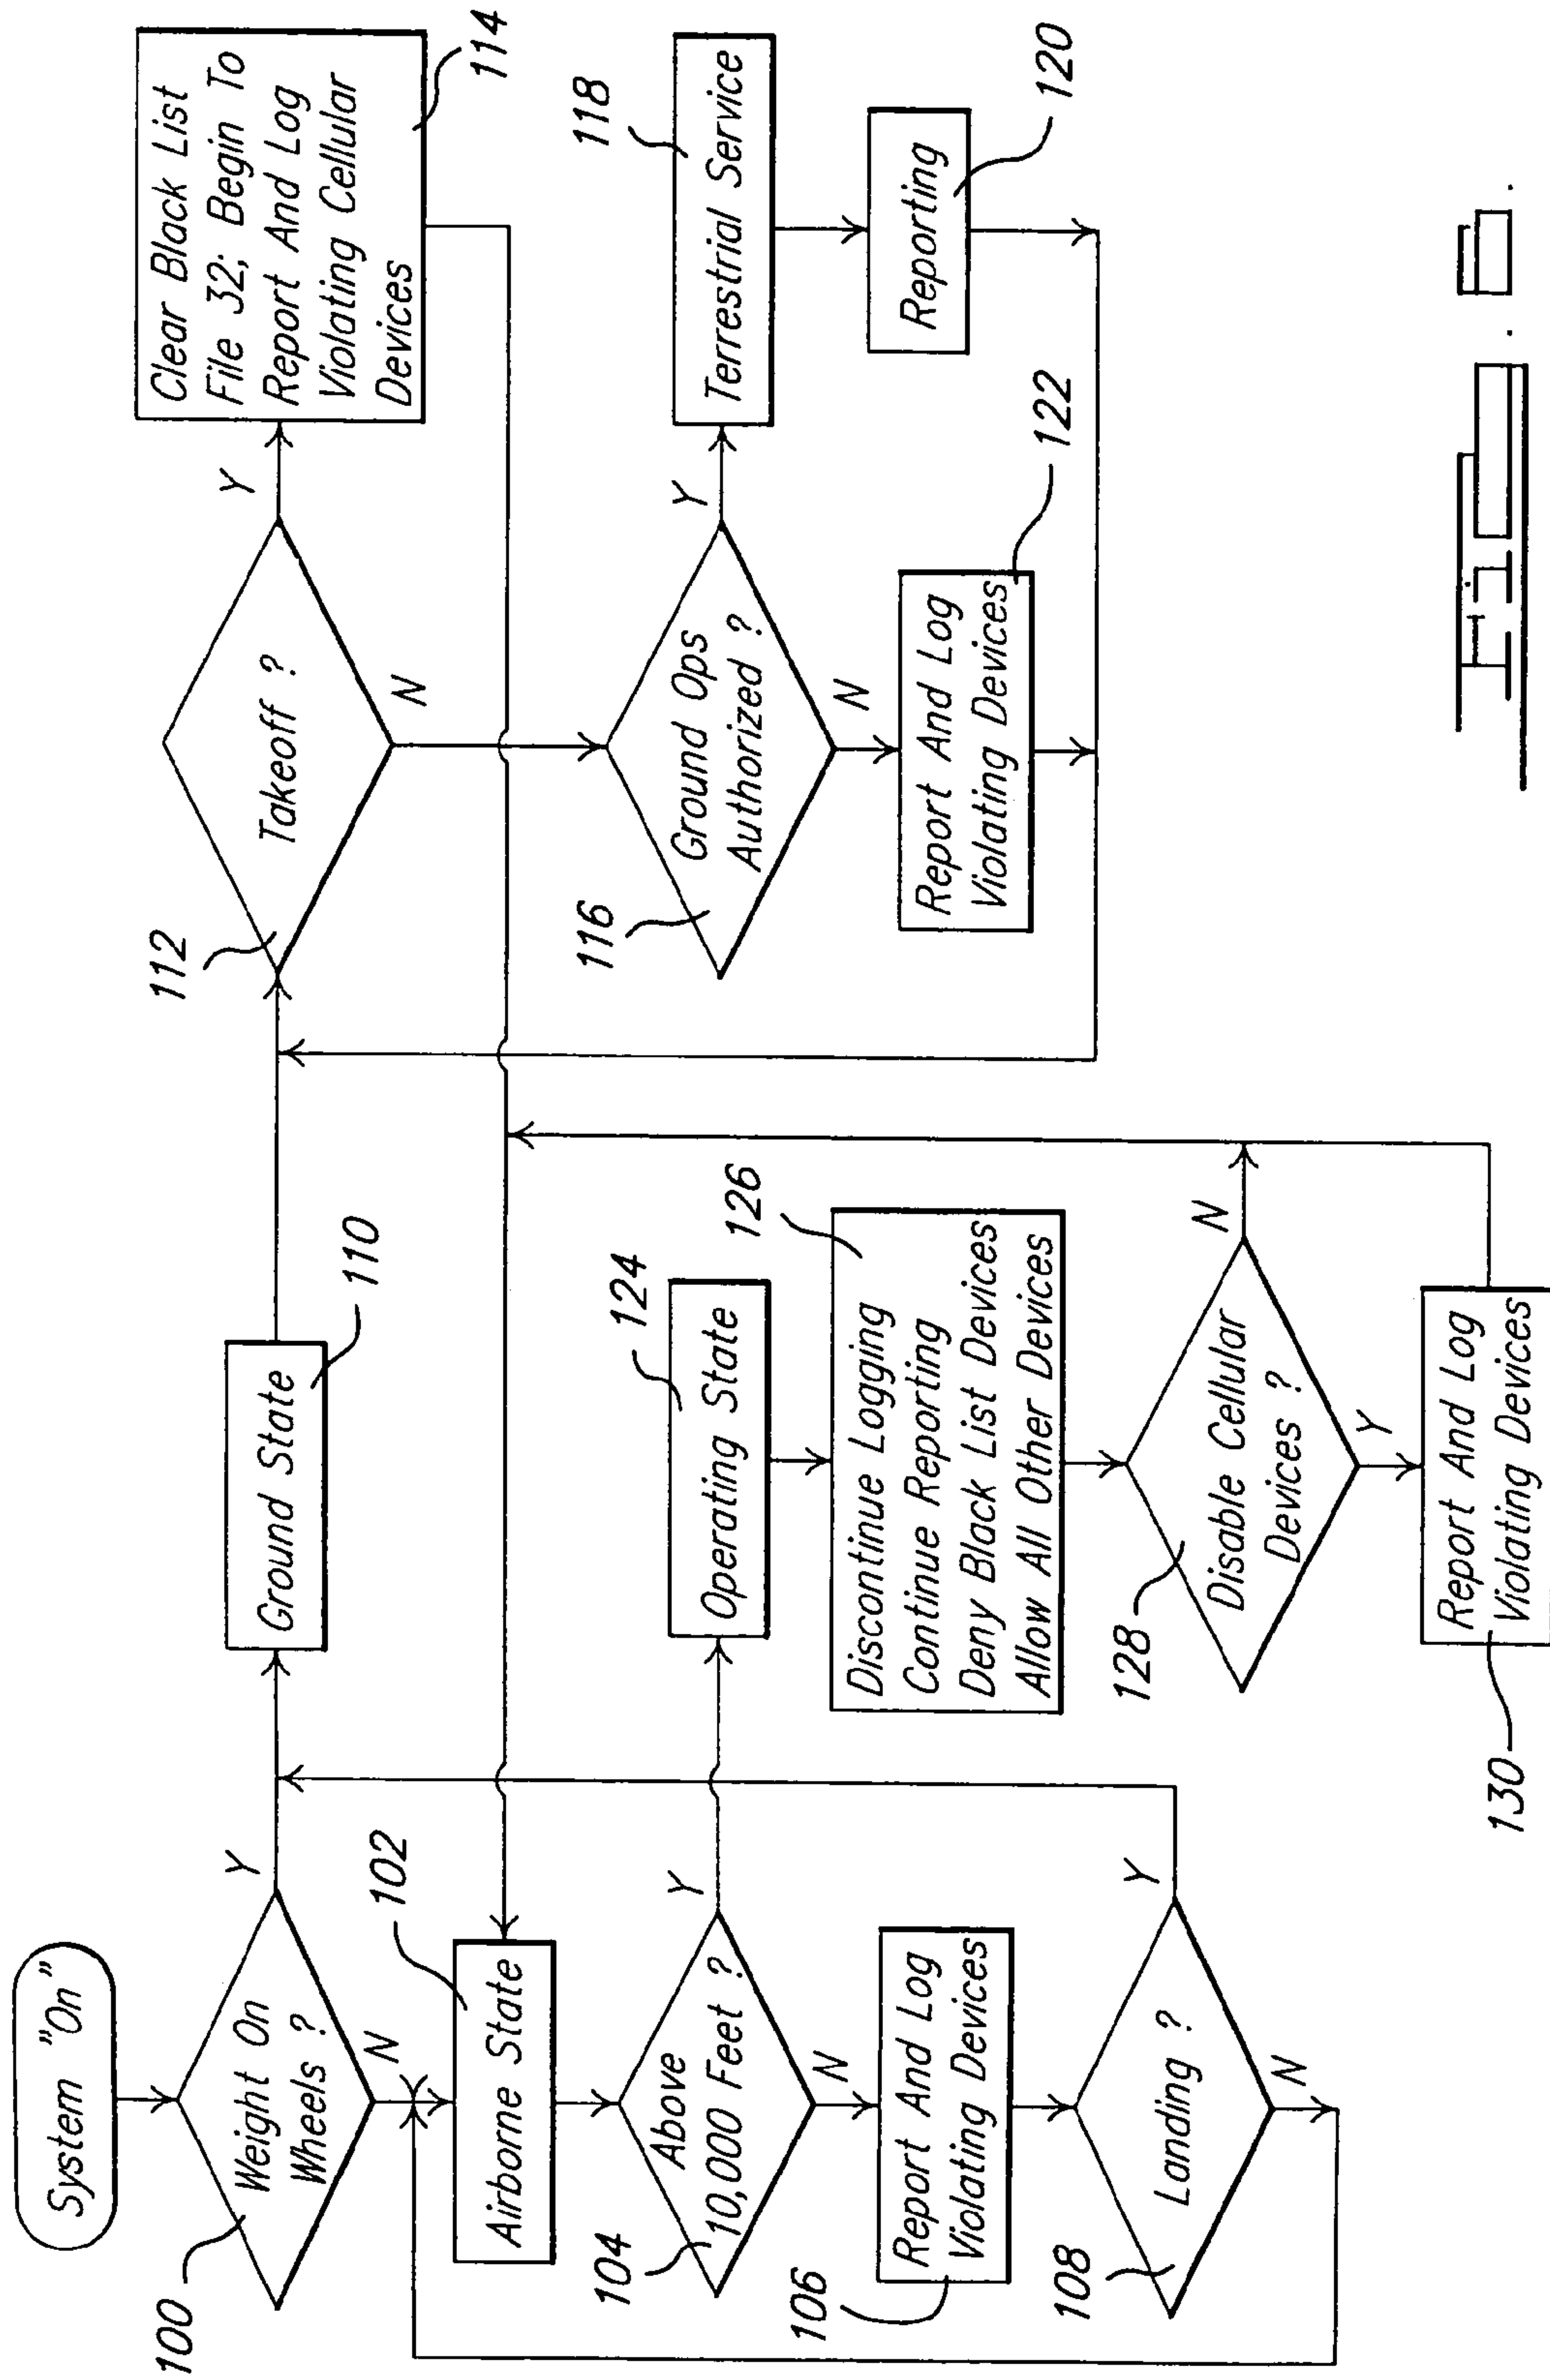 System "On"
100
Weight On
Wheels ?
Y
N
102
Airborne State
104
Above
10,000 Feet ?
Y
N
106
Report And Log
Violating Devices
108
Landing ?
Y
N
Ground State
110
112
Takeoff ?
Y
N
Clear Black List
File 32; Begin To
Report And Log
Violating Cellular
Devices
114
116
Ground Ops
Authorized ?
Y
N
118
Terrestrial Service
Reporting
120
Report And Log
Violating Devices
122
124
Operating State
126
Discontinue Logging
Continue Reporting
Deny Black List Devices
Allow All Other Devices
128
Disable Cellular
Devices ?
N
Y
Report And Log
Violating Devices
130